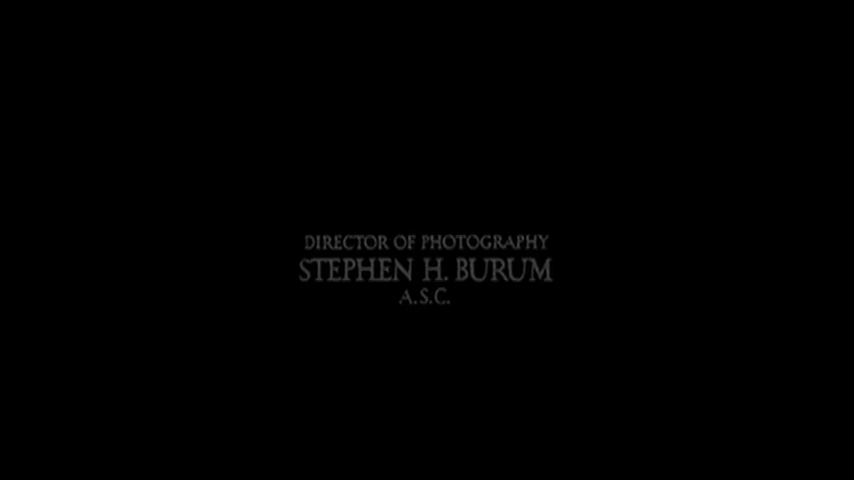 DIRECTOR OF PHOTOGRAPHY
STEPHEN H. BURUM
A.S.C.